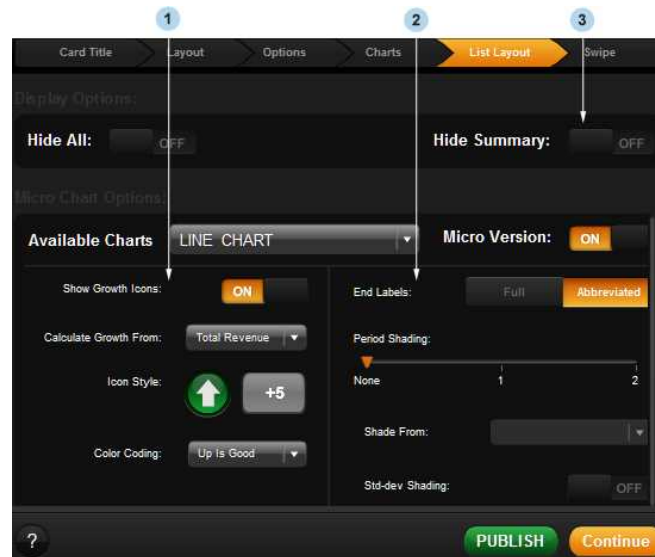 1 2 3
Card Title Layout Options Charts List Layout Swipe
Display Options:
Hide All: OFF Hide Summary: OFF
Micro Chart Options:
Available Charts LINE CHART Micro Version: ON
Show Growth Icons: ON End Labels: Full Abbreviated
Calculate Growth From: Total Revenue Period Shading:
None 1 2
Icon Style: +5
Shade From:
Color Coding: Up Is Good
Std-dev Shading: OFF
? PUBLISH Continue